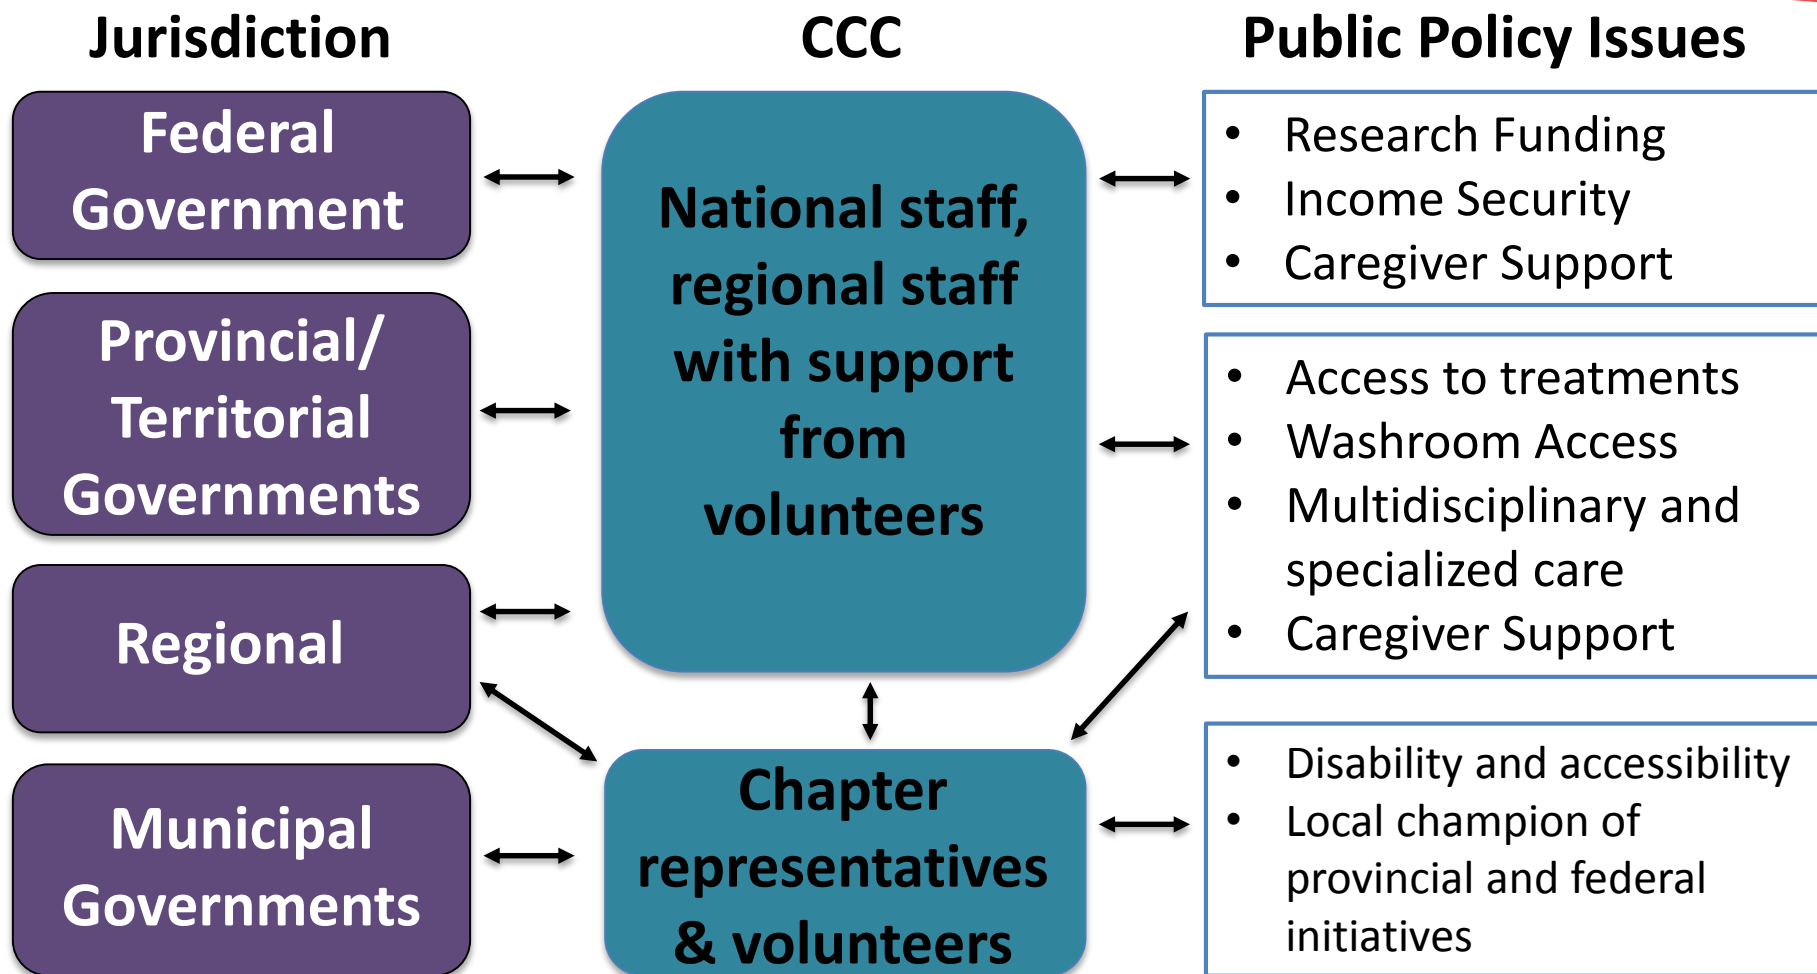 Jurisdiction
CCC
Public Policy Issues
Federal
Government
Provincial/
Territorial
Governments
Regional
Municipal
Governments
National staff,
regional staff
with support
from
volunteers
Chapter
representatives
& volunteers
• Research Funding
• Income Security
• Caregiver Support
• Access to treatments
• Washroom Access
• Multidisciplinary and
specialized care
• Caregiver Support
• Disability and accessibility
• Local champion of
provincial and federal
initiatives